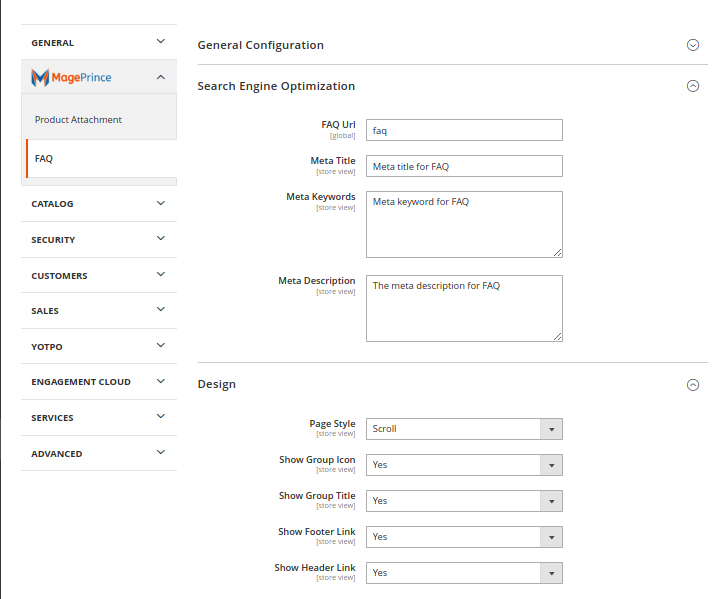 GENERAL
MagePrince
Product Attachment
FAQ
CATALOG
SECURITY
CUSTOMERS
SALES
YOTPO
ENGAGEMENT CLOUD
SERVICES
ADVANCED
General Configuration
Search Engine Optimization
FAQ Url
[global]
faq
Meta Title
[store view]
Meta title for FAQ
Meta Keywords
[store view]
Meta keyword for FAQ
Meta Description
[store view]
The meta description for FAQ
Design
Page Style
[store view]
Scroll
Show Group Icon
[store view]
Yes
Show Group Title
[store view]
Yes
Show Footer Link
[store view]
Yes
Show Header Link
[store view]
Yes